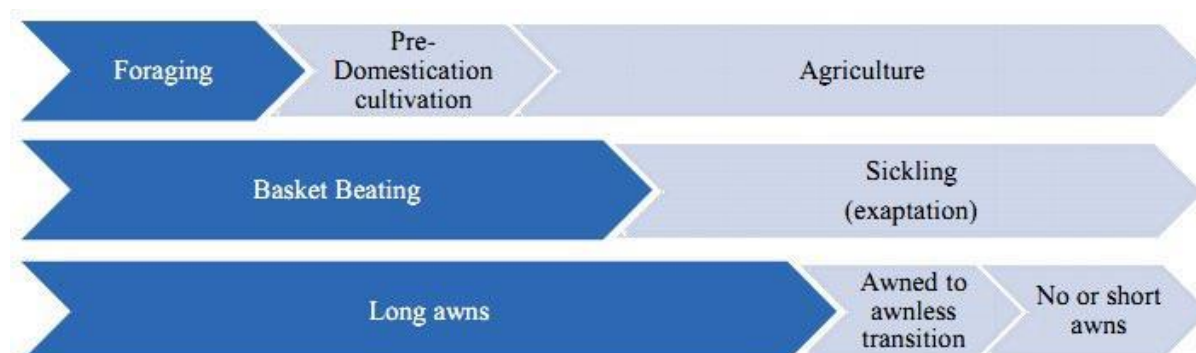 Foraging
Pre-
Domestication
cultivation
Agriculture
Basket Beating
Sickling
(exaptation)
Long awns
Awned to
awnless
transition
No or short
awns